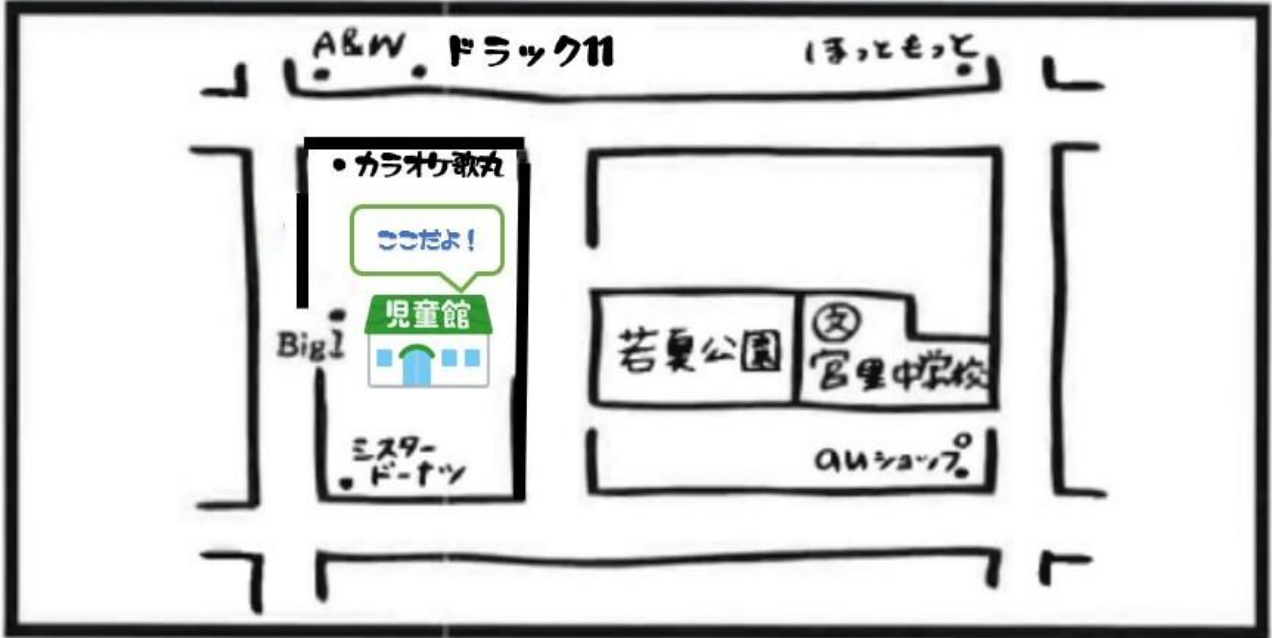 A&W
ドラック11
ほっともっと
・カラオケ歌丸
ここだよ！
児童館
Big1
若夏公園
文
宮里中学校
ミスター
ドーナツ
auショップ